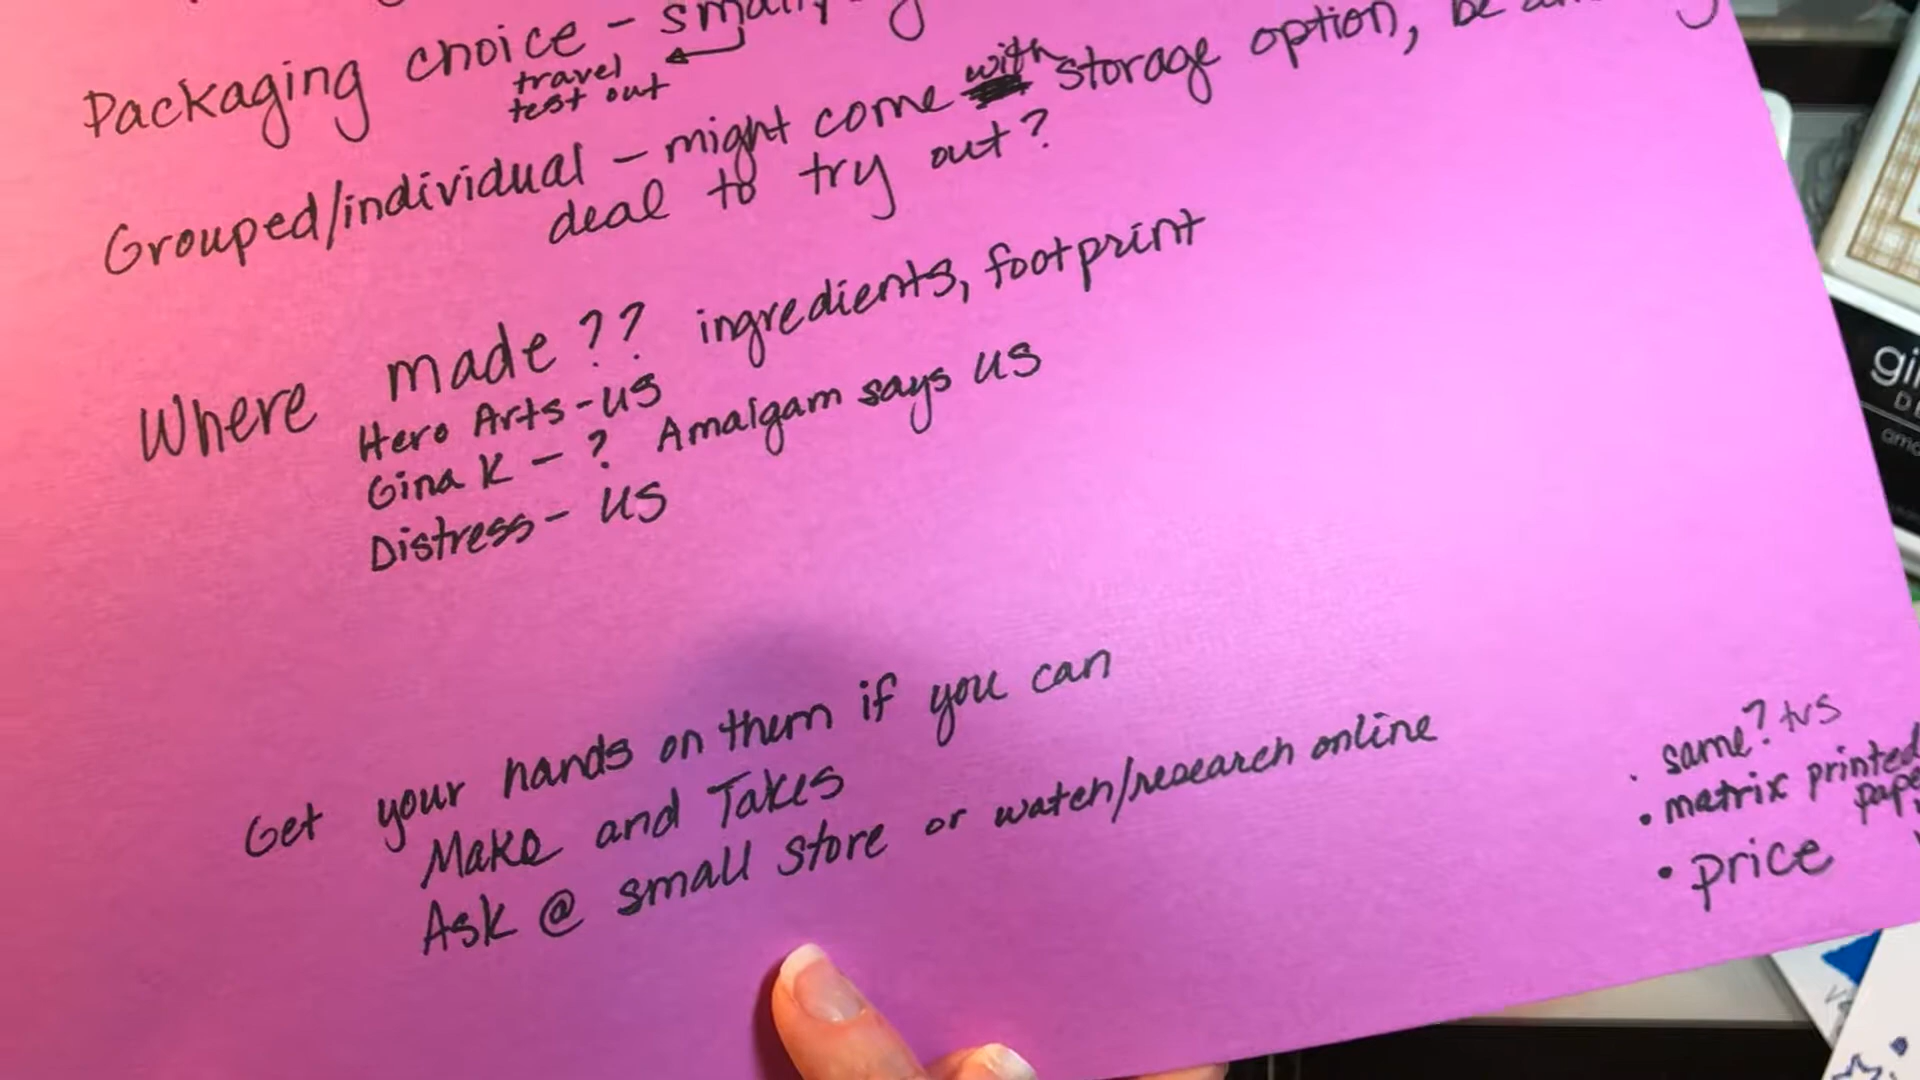 Packaging choice -
travel
test out
Grouped/individual - might come with storage option, be
deal to try out?
Where made?? ingredients, footprint
Hero Arts - US
Gina K - ? Amalgam says US
Distress - US
Get your hands on them if you can
Make and Takes
Ask @ small store or watch/research online
same? tvs
• matrix printed
• price